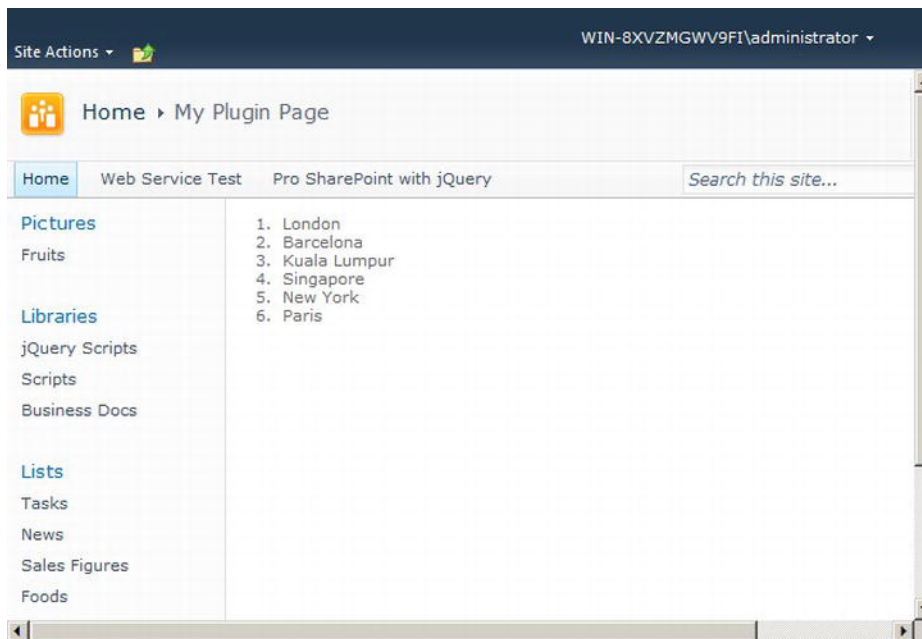 WIN-8XVZMGWV9FI\administrator
Site Actions
Home ▸ My Plugin Page
Home Web Service Test Pro SharePoint with jQuery Search this site...
Pictures
Fruits
Libraries
jQuery Scripts
Scripts
Business Docs
Lists
Tasks
News
Sales Figures
Foods
1. London
2. Barcelona
3. Kuala Lumpur
4. Singapore
5. New York
6. Paris